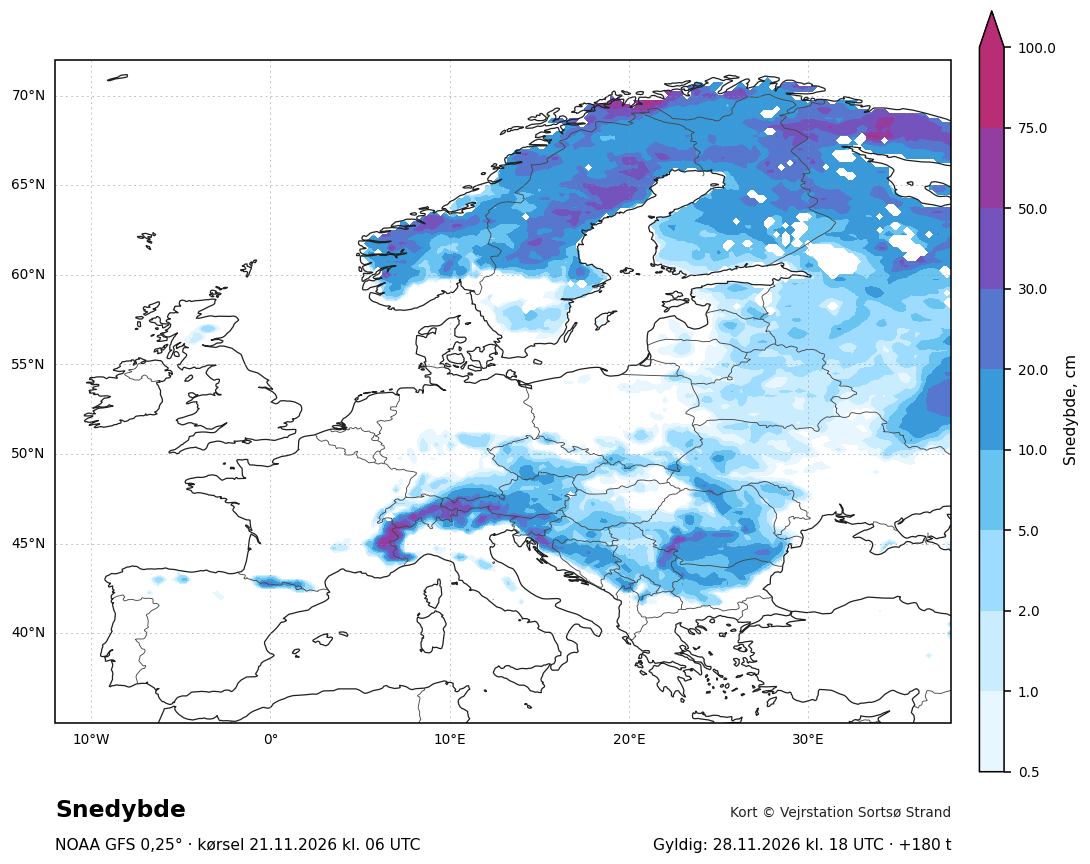 70°N
65°N
60°N
55°N
50°N
45°N
40°N
10°W
0°
10°E
20°E
30°E
100.0
75.0
50.0
30.0
20.0
10.0
5.0
2.0
1.0
0.5
Snedybde, cm
Snedybde
Kort © Vejrstation Sortsø Strand
NOAA GFS 0,25° · kørsel 21.11.2026 kl. 06 UTC
Gyldig: 28.11.2026 kl. 18 UTC · +180 t